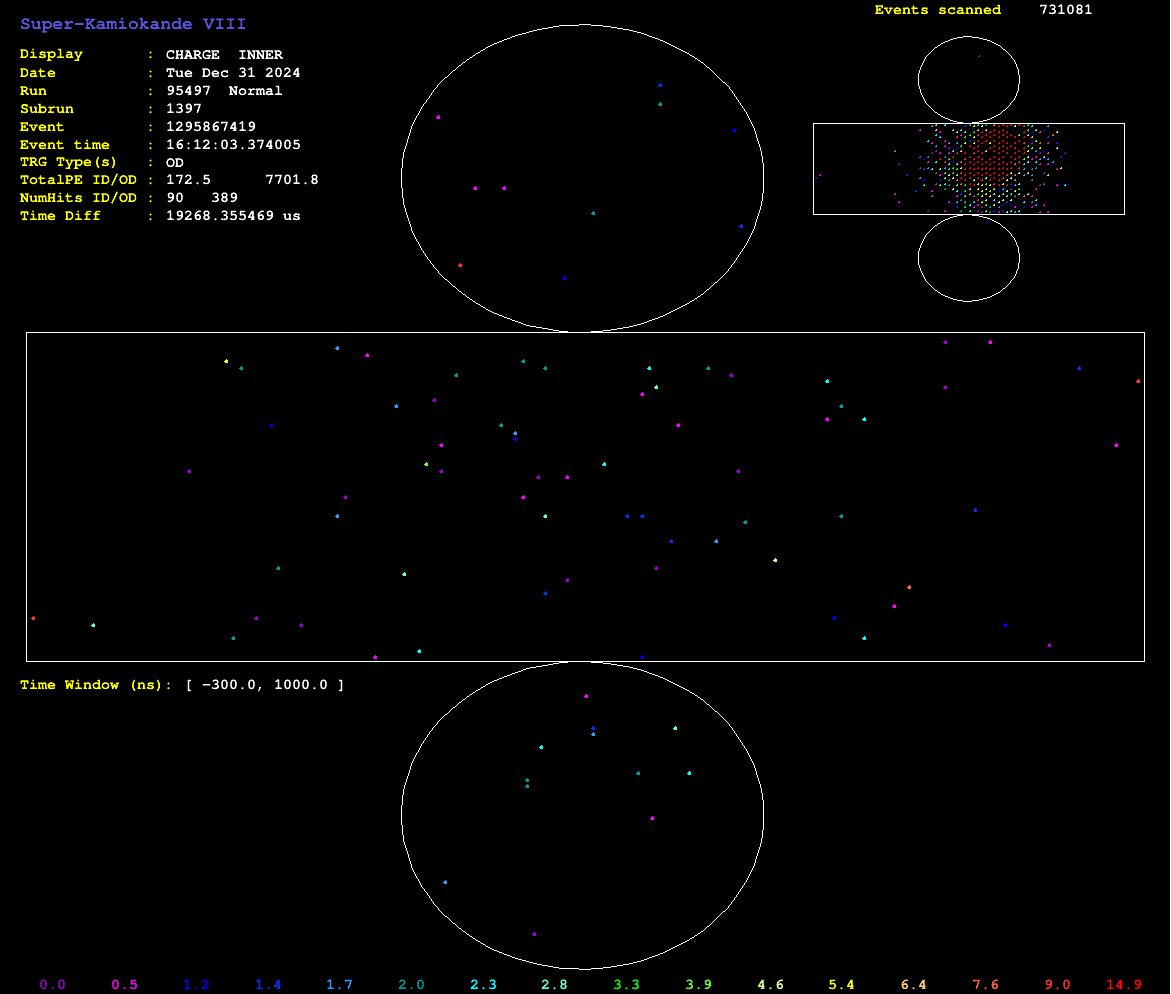 Super-Kamiokande VIII
Events scanned 731081
Display : CHARGE INNER
Date : Tue Dec 31 2024
Run : 95497 Normal
Subrun : 1397
Event : 1295867419
Event time : 16:12:03.374005
TRG Type(s) : OD
TotalPE ID/OD : 172.5 7701.8
NumHits ID/OD : 90 389
Time Diff : 19268.355469 us
Time Window (ns): [ -300.0, 1000.0 ]
0.0 0.5 1.2 1.4 1.7 2.0 2.3 2.8 3.3 3.9 4.6 5.4 6.4 7.6 9.0 14.9